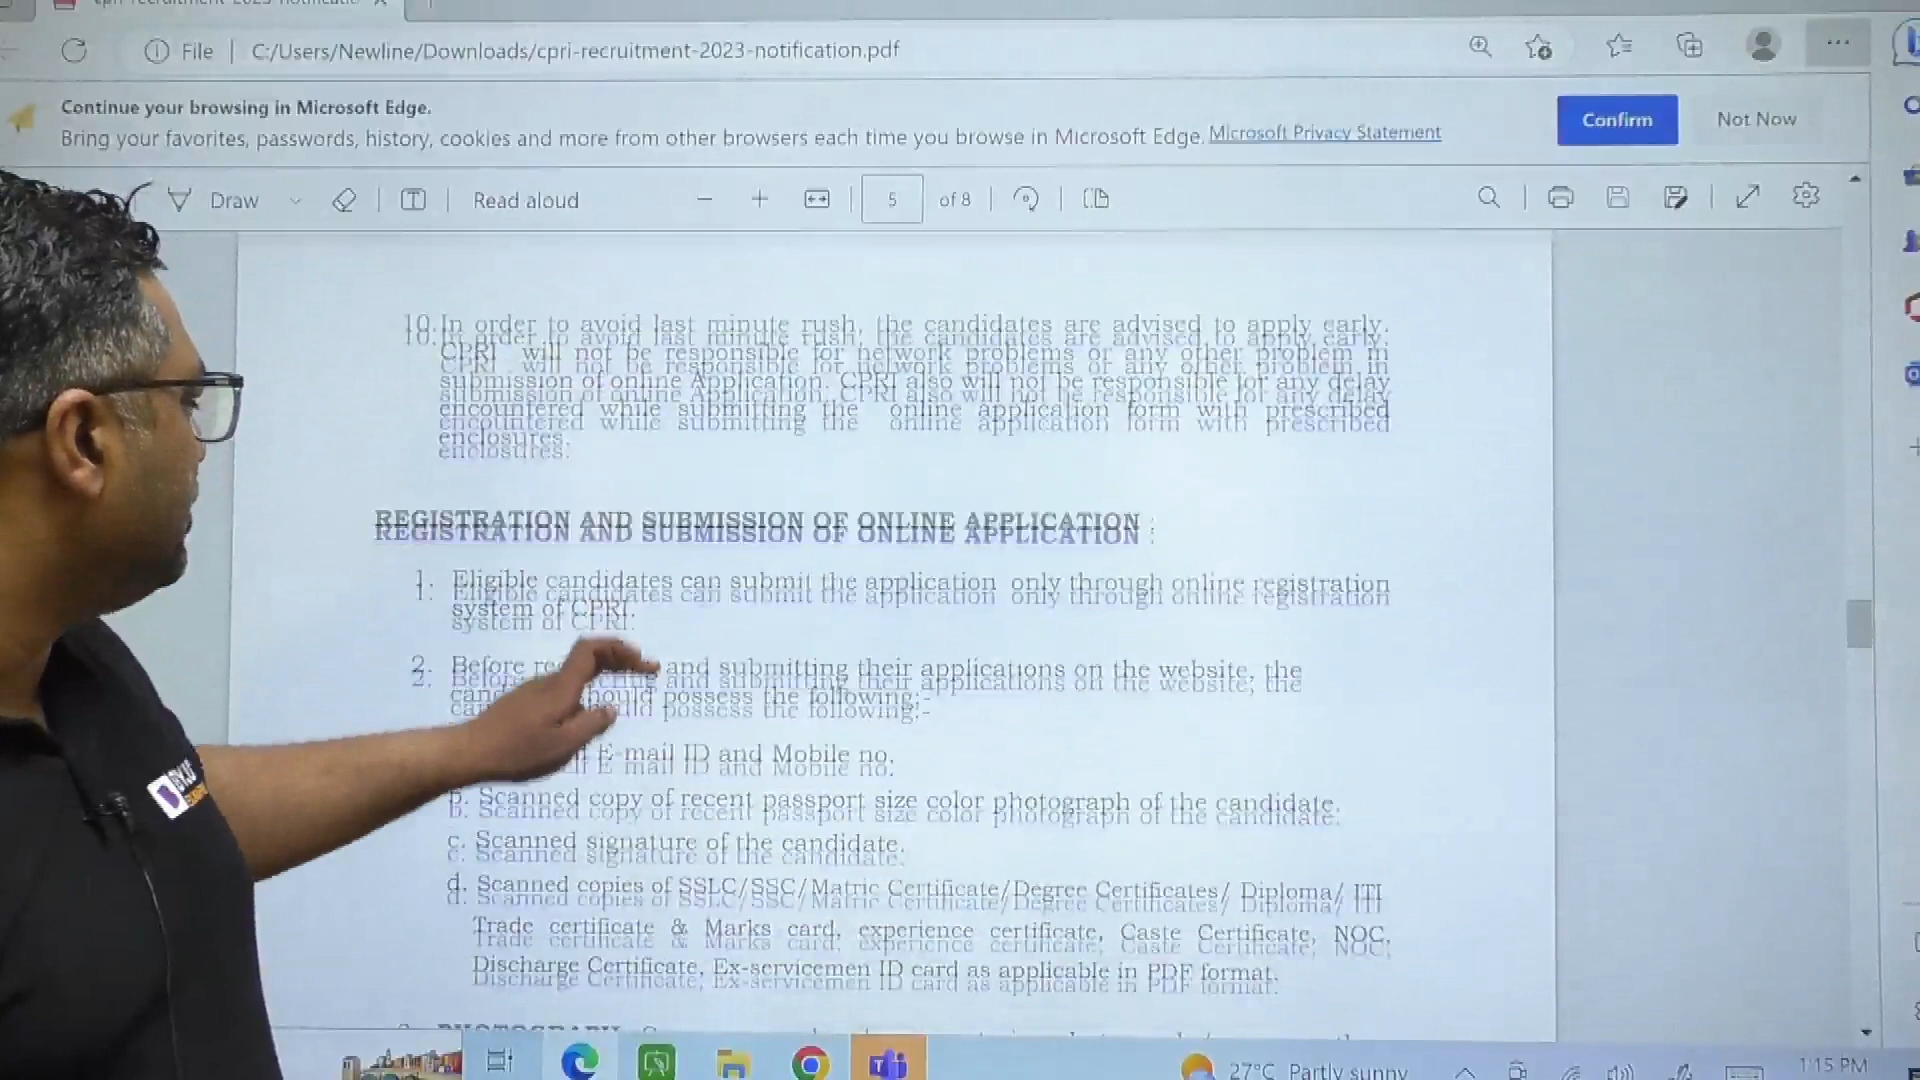 File | C:/Users/Newline/Downloads/cpri-recruitment-2023-notification.pdf
Continue your browsing in Microsoft Edge.
Bring your favorites, passwords, history, cookies and more from other browsers each time you browse in Microsoft Edge. Microsoft Privacy Statement
Confirm
Not Now
Draw
Read aloud
5 of 8
10. In order to avoid last minute rush, the candidates are advised to apply early.
CPRI will not be responsible for network problems or any other problem in
submission of online Application. CPRI also will not be responsible for any delay
encountered while submitting the online application form with prescribed
enclosures.
REGISTRATION AND SUBMISSION OF ONLINE APPLICATION :
1. Eligible candidates can submit the application only through online registration
system of CPRI.
2. Before and submitting their applications on the website, the
possess the following:-
E-mail ID and Mobile no.
b. Scanned copy of recent passport size color photograph of the candidate.
c. Scanned signature of the candidate.
d. Scanned copies of SSLC/SSC/Matric Certificate/Degree Certificates/ Diploma/ ITI
Trade certificate & Marks card, experience certificate, Caste Certificate, NOC,
Discharge Certificate, Ex-servicemen ID card as applicable in PDF format.
27°C Partly sunny
1:15 PM